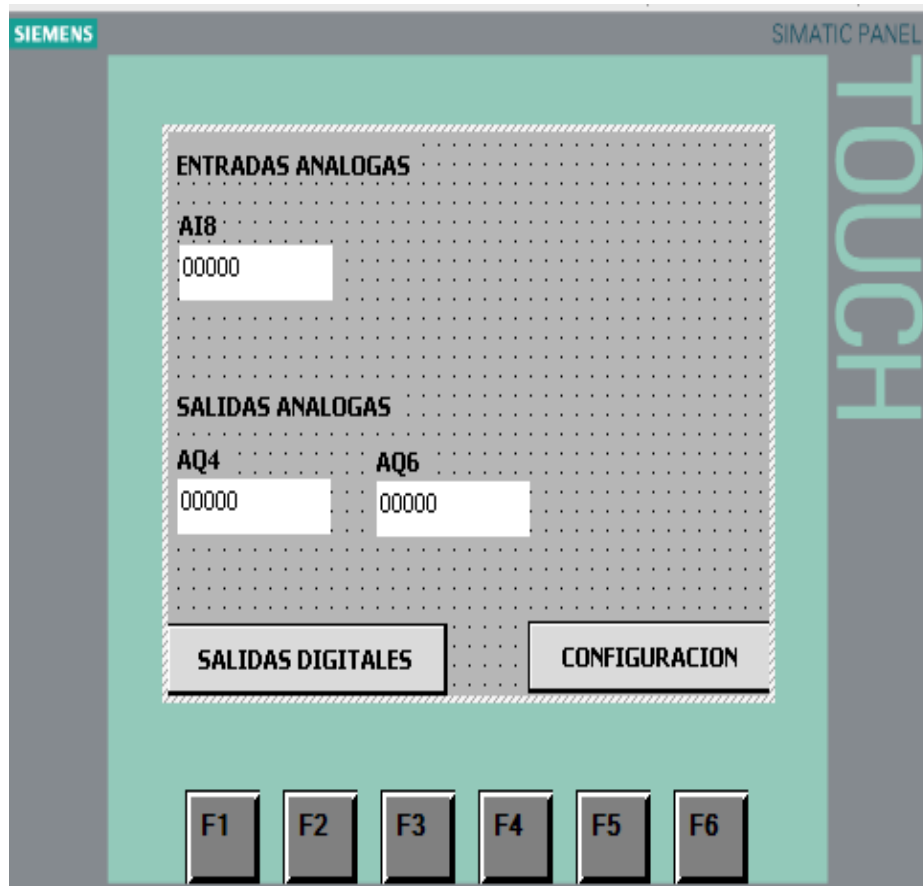 SIEMENS
SIMATIC PANEL
TOUCH
ENTRADAS ANALOGAS
AI8
00000
SALIDAS ANALOGAS
AQ4 AQ6
00000 00000
SALIDAS DIGITALES CONFIGURACION
F1 F2 F3 F4 F5 F6